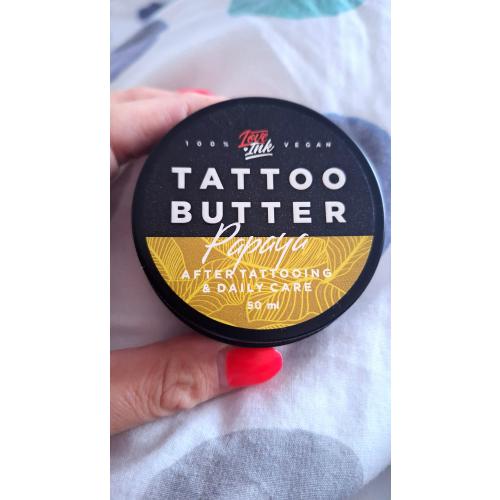 100% Love Ink VEGAN
TATTOO
BUTTER
Papaya
AFTER TATTOOING
& DAILY CARE
50 ml